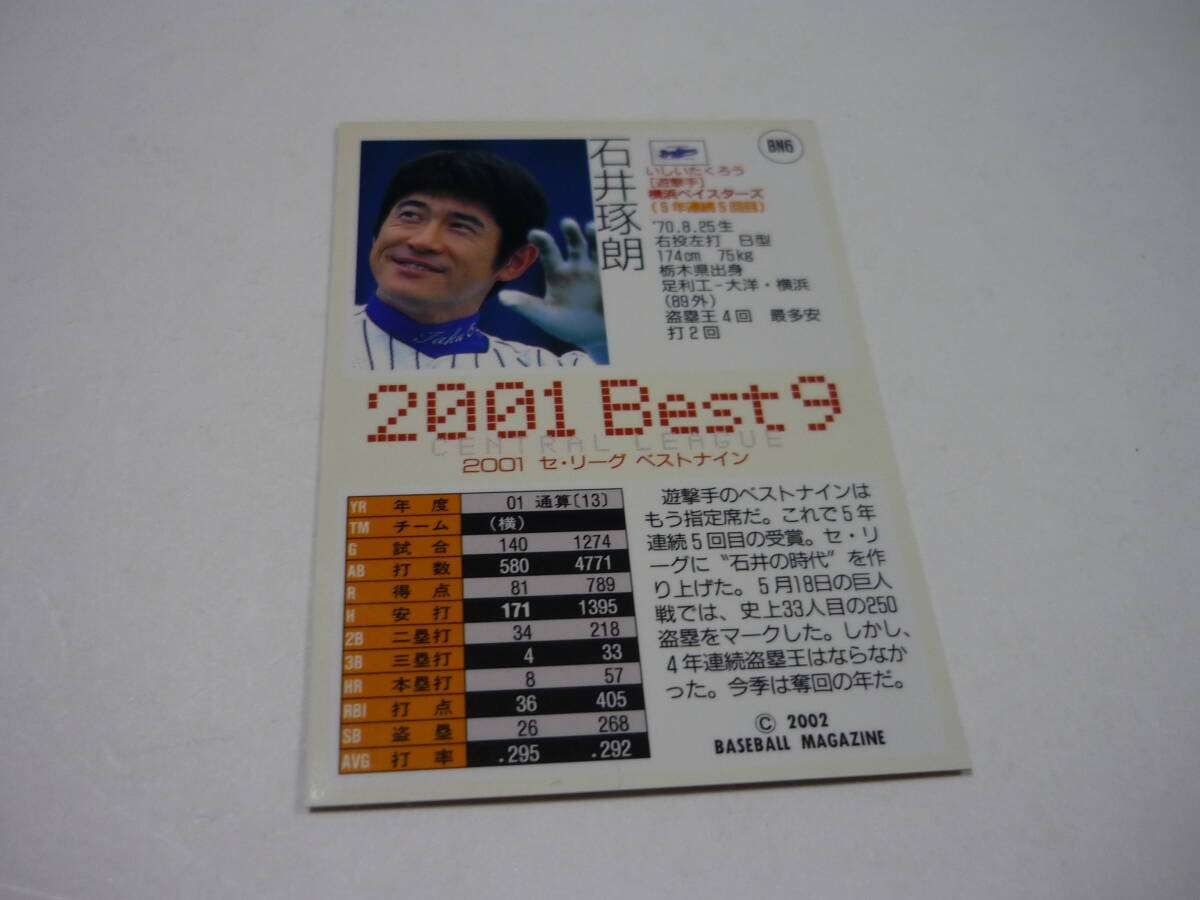 BN6
石井琢朗
いしいたくろう
[遊撃手]
横浜ベイスターズ
(5年連続5回目)
'70.8.25生
右投左打 B型
174cm 75kg
栃木県出身
足利工-大洋・横浜
(89外)
盗塁王4回 最多安
打2回
2001 Best 9
CENTRAL LEAGUE
2001 セ・リーグ ベストナイン
YR 年度 01 通算(13)
TM チーム (横)
G 試合 140 1274
AB 打数 580 4771
R 得点 81 789
H 安打 171 1395
2B 二塁打 34 218
3B 三塁打 4 33
HR 本塁打 8 57
RBI 打点 36 405
SB 盗塁 26 268
AVG 打率 .295 .292
遊撃手のベストナインは
もう指定席だ。これで5年
連続5回目の受賞。セ・リ
ーグに“石井の時代”を作
り上げた。5月18日の巨人
戦では、史上33人目の250
盗塁をマークした。しかし、
4年連続盗塁王はならなか
った。今季は奪回の年だ。
© 2002
BASEBALL MAGAZINE